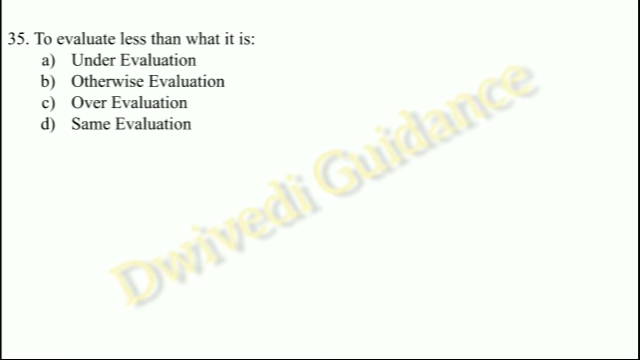 35. To evaluate less than what it is:
a) Under Evaluation
b) Otherwise Evaluation
c) Over Evaluation
d) Same Evaluation
Dwivedi Guidance